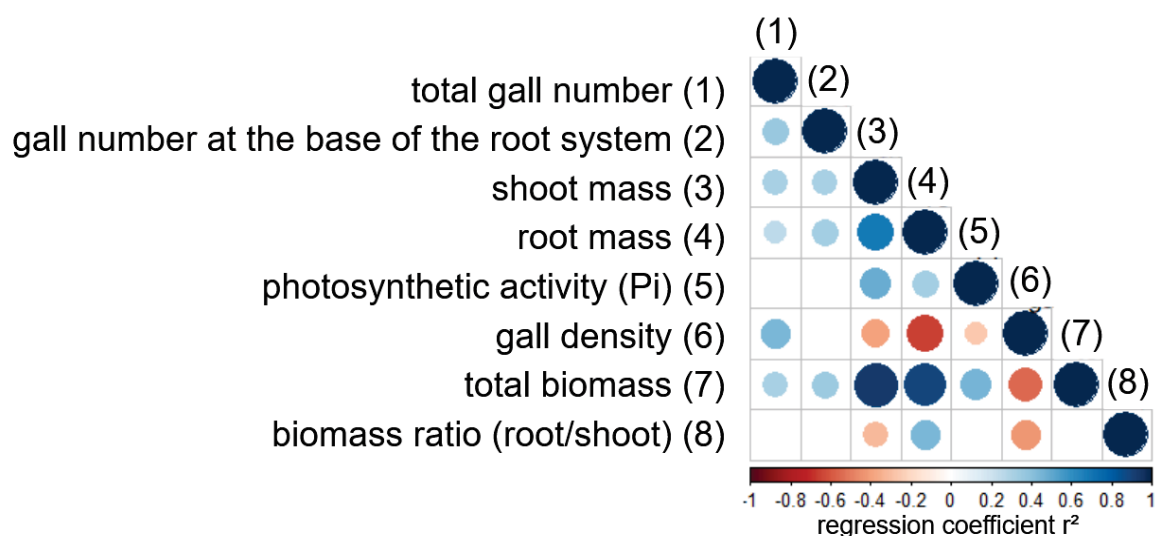 (1)
total gall number (1) (2)
gall number at the base of the root system (2) (3)
shoot mass (3) (4)
root mass (4) (5)
photosynthetic activity (Pi) (5) (6)
gall density (6) (7)
total biomass (7) (8)
biomass ratio (root/shoot) (8)
-1 -0.8 -0.6 -0.4 -0.2 0 0.2 0.4 0.6 0.8 1
regression coefficient r²